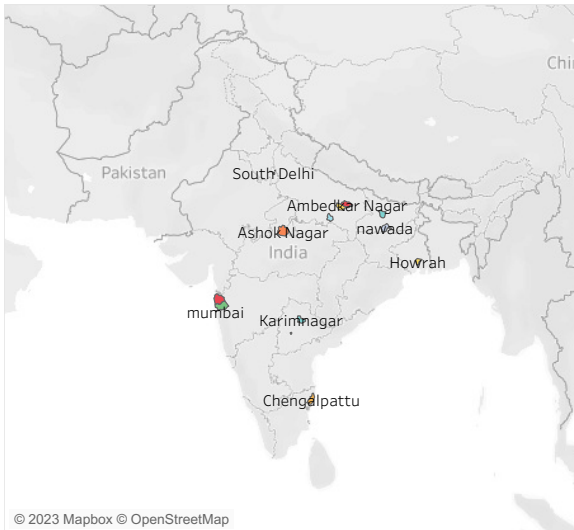 Chi
Pakistan
South Delhi
Ambedkar Nagar
nawada
Ashok Nagar
India
Howrah
mumbai
Karimnagar
Chengalpattu
© 2023 Mapbox © OpenStreetMap